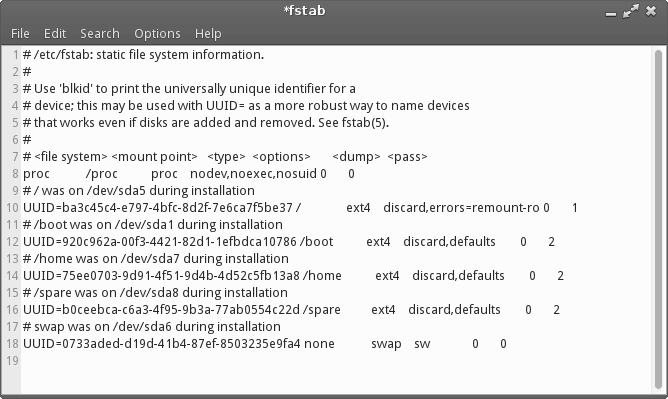 *fstab
File Edit Search Options Help
1 # /etc/fstab: static file system information.
2 #
3 # Use 'blkid' to print the universally unique identifier for a
4 # device; this may be used with UUID= as a more robust way to name devices
5 # that works even if disks are added and removed. See fstab(5).
6 #
7 # <file system> <mount point> <type> <options> <dump> <pass>
8 proc /proc proc nodev,noexec,nosuid 0 0
9 # / was on /dev/sda5 during installation
10 UUID=ba3c45c4-e797-4bfc-8d2f-7e6ca7f5be37 / ext4 discard,errors=remount-ro 0 1
11 # /boot was on /dev/sda1 during installation
12 UUID=920c962a-00f3-4421-82d1-1efbdca10786 /boot ext4 discard,defaults 0 2
13 # /home was on /dev/sda7 during installation
14 UUID=75ee0703-9d91-4f51-9d4b-4d52c5fb13a8 /home ext4 discard,defaults 0 2
15 # /spare was on /dev/sda8 during installation
16 UUID=b0ceebca-c6a3-4f95-9b3a-77ab0554c22d /spare ext4 discard,defaults 0 2
17 # swap was on /dev/sda6 during installation
18 UUID=0733aded-d19d-41b4-87ef-8503235e9fa4 none swap sw 0 0
19